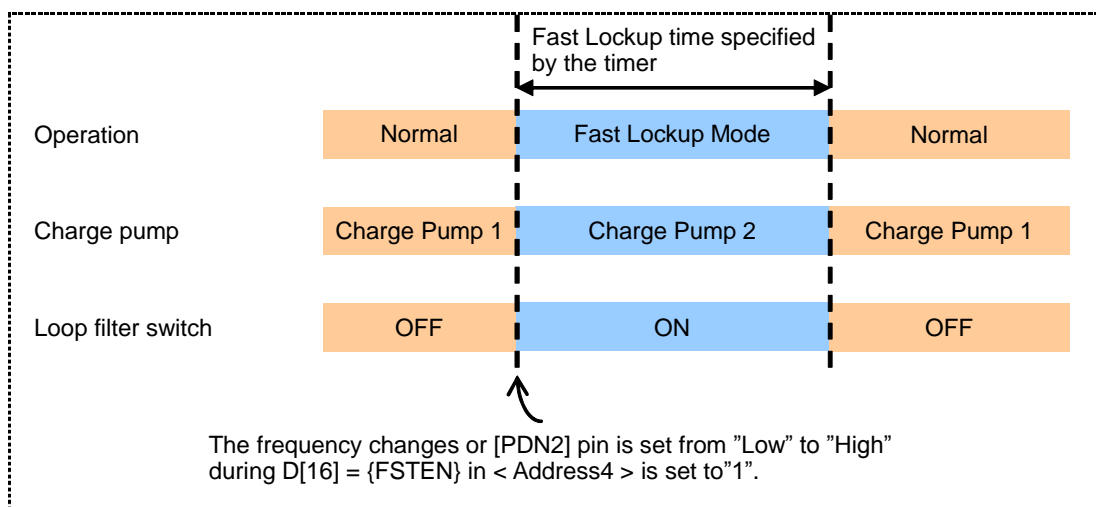 Fast Lockup time specified
by the timer
Operation
Normal
Fast Lockup Mode
Normal
Charge pump
Charge Pump 1
Charge Pump 2
Charge Pump 1
Loop filter switch
OFF
ON
OFF
The frequency changes or [PDN2] pin is set from ”Low” to ”High”
during D[16] = {FSTEN} in < Address4 > is set to”1”.